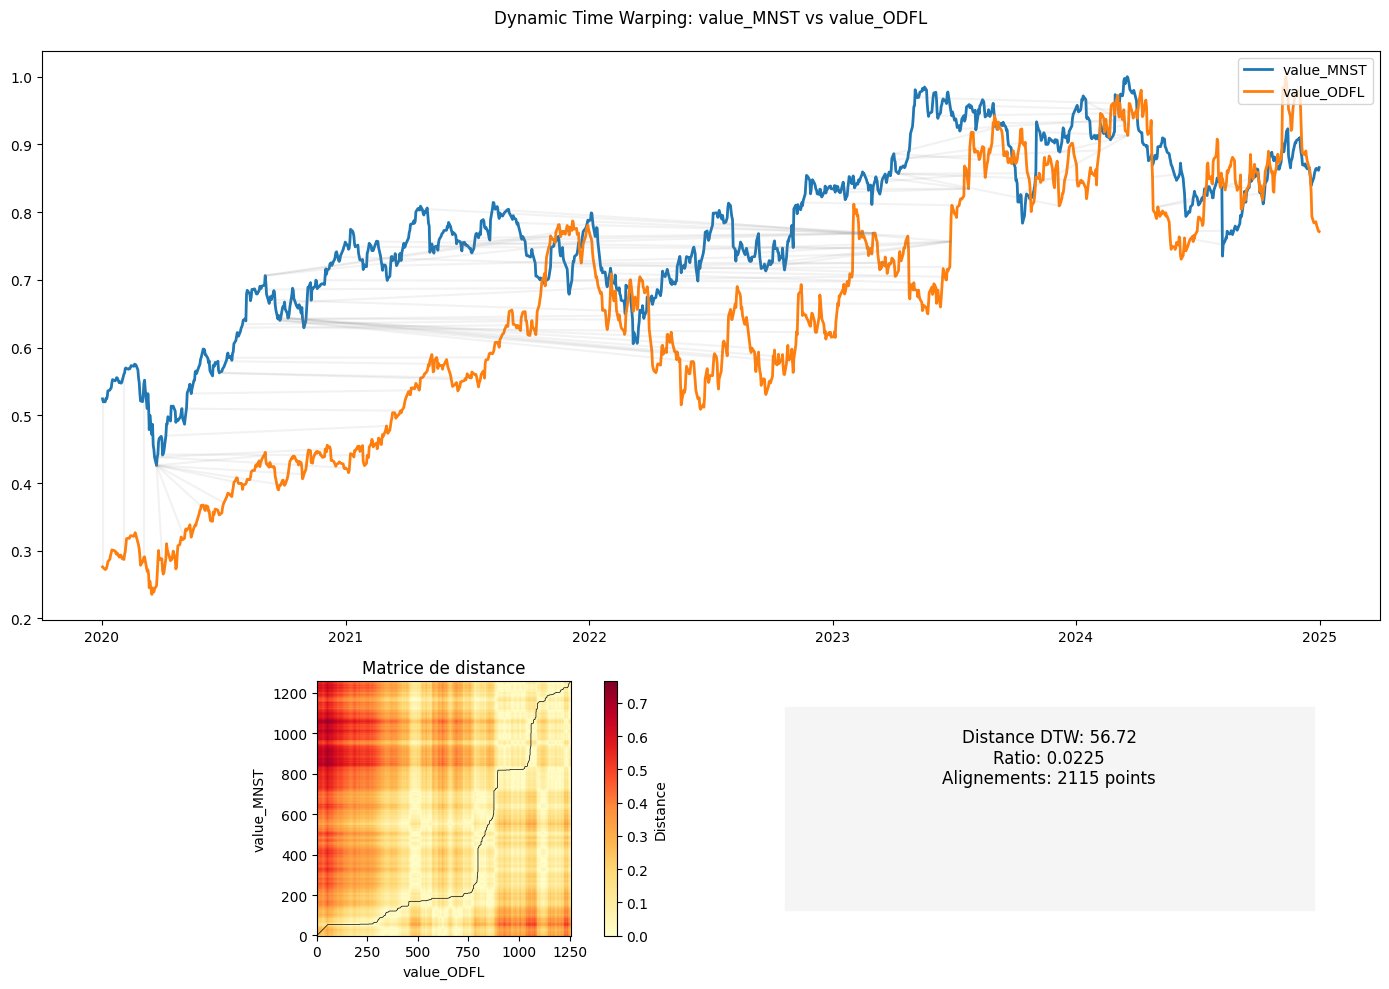 Dynamic Time Warping: value_MNST vs value_ODFL
value_MNST
value_ODFL
1.0
0.9
0.8
0.7
0.6
0.5
0.4
0.3
0.2
2020 2021 2022 2023 2024 2025
Matrice de distance
value_MNST
1200
1000
800
600
400
200
0
0 250 500 750 1000 1250
value_ODFL
0.7
0.6
0.5
0.4
0.3
0.2
0.1
0.0
Distance
Distance DTW: 56.72
Ratio: 0.0225
Alignements: 2115 points